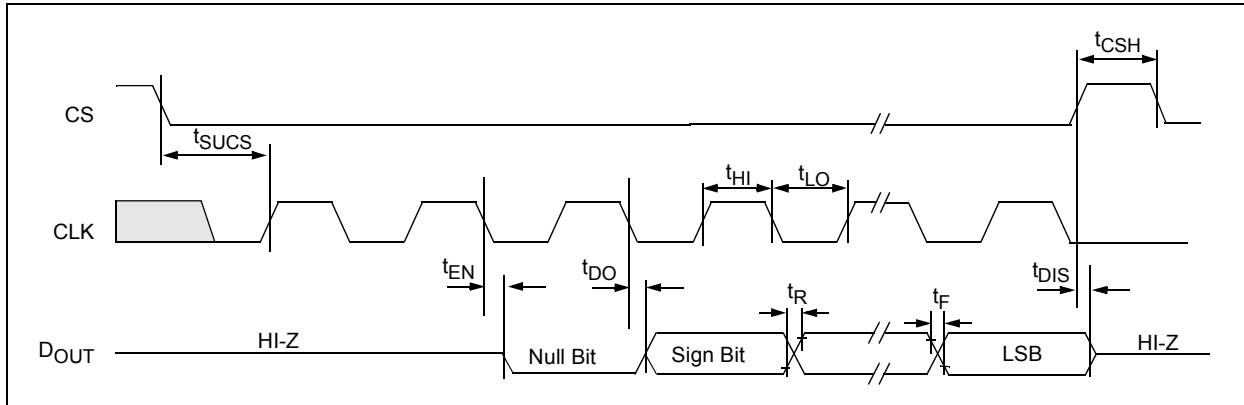 tCSH
CS
tSUCS
tHI
tLO
CLK
tEN
tDO
tR
tF
tDIS
DOUT
HI-Z
Null Bit
Sign Bit
LSB
HI-Z